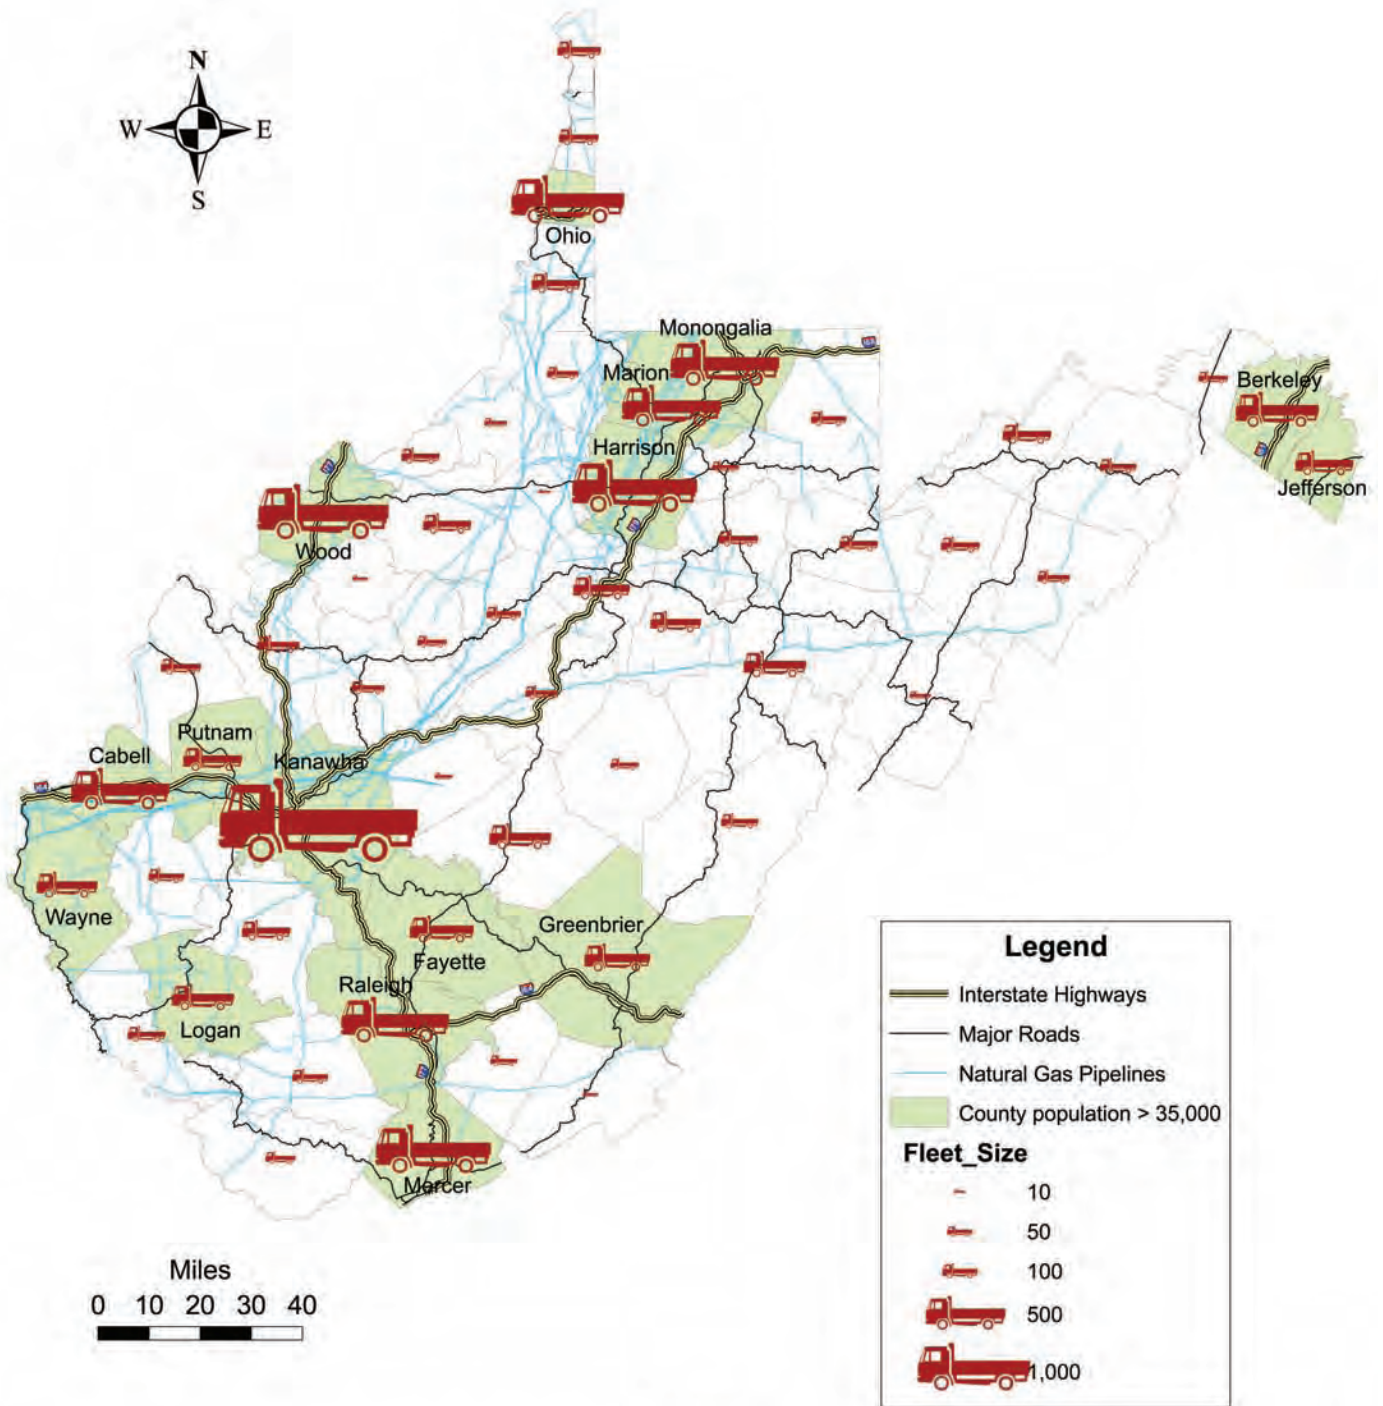 N
W E
S
Ohio
Monongalia
Marion
Berkeley
Harrison
Jefferson
Wood
Putnam
Cabell
Kanawha
Wayne
Greenbrier
Fayette
Raleigh
Logan
Mercer
Legend
Interstate Highways
Major Roads
Natural Gas Pipelines
County population > 35,000
Fleet_Size
10
50
100
500
1,000
Miles
0 10 20 30 40